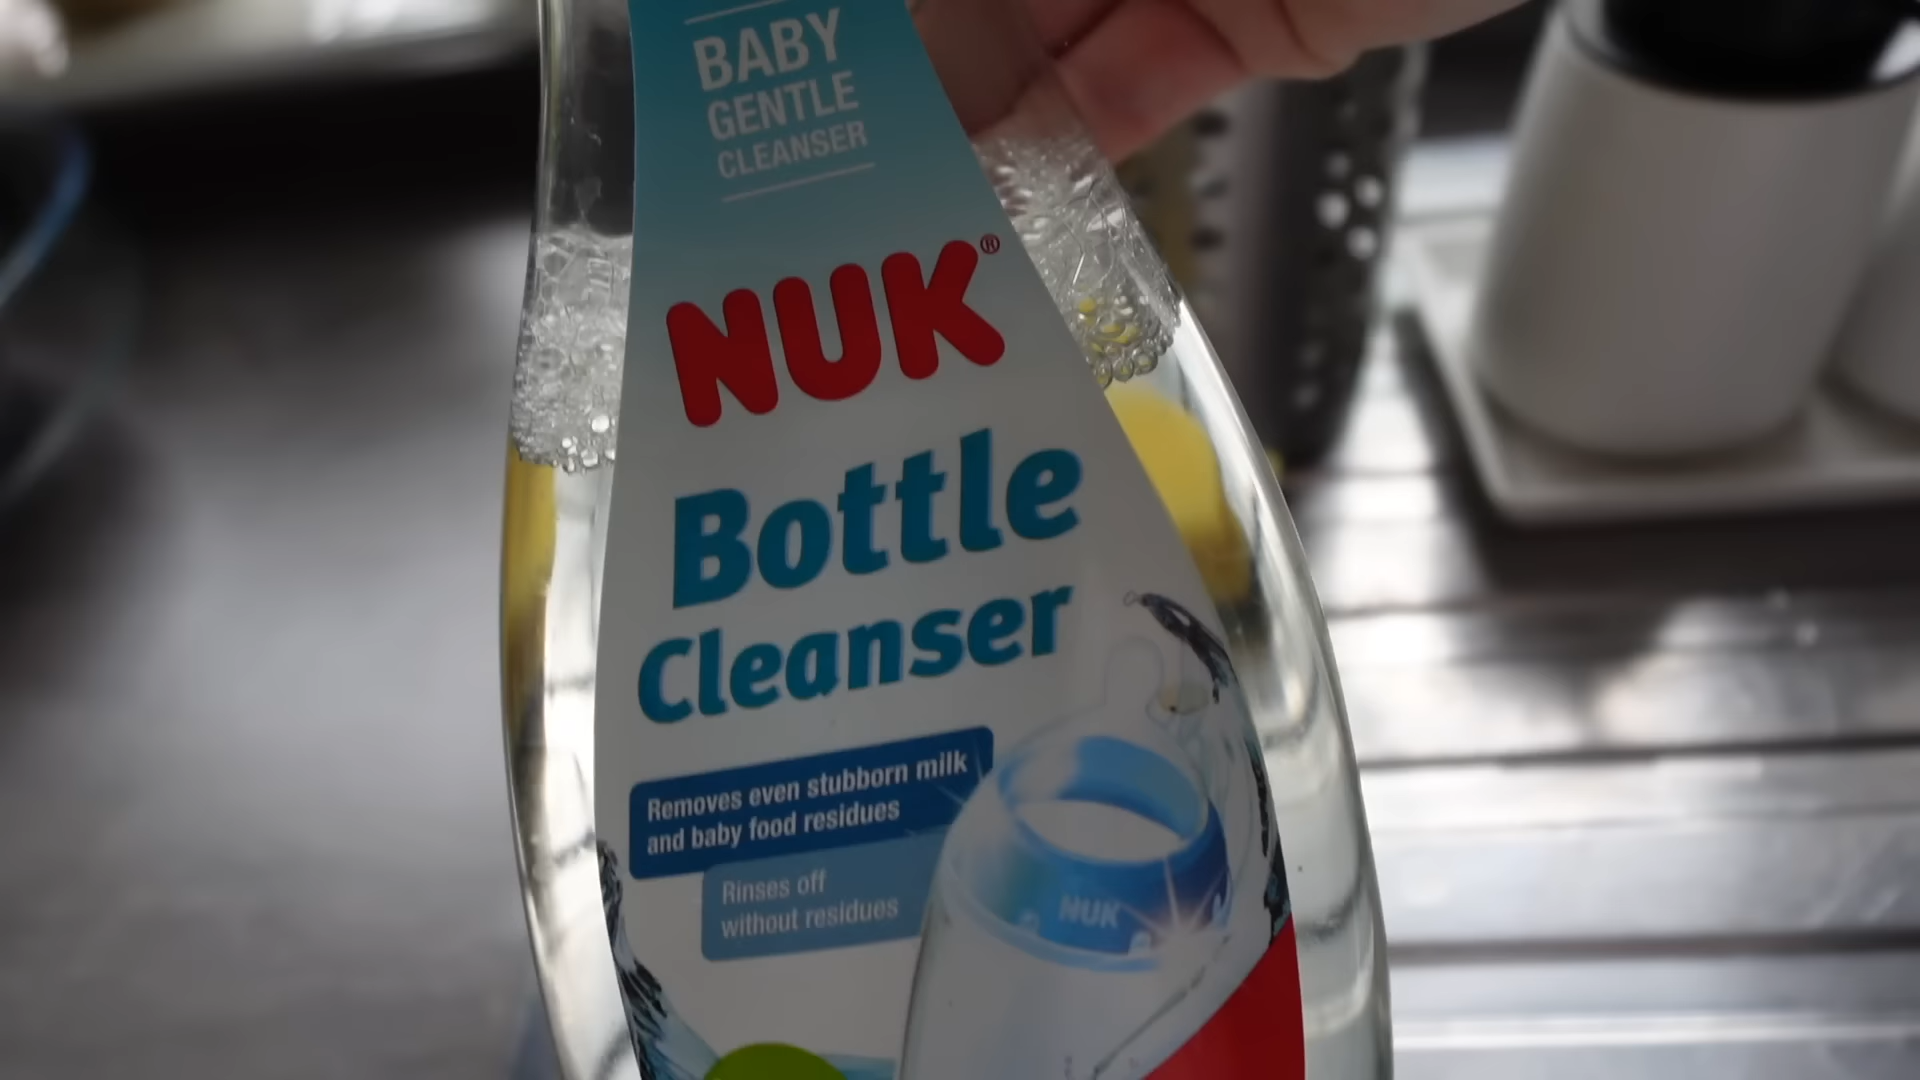 BABY
GENTLE
CLEANSER
NUK®
Bottle
Cleanser
Removes even stubborn milk
and baby food residues
Rinses off
without residues
NUK